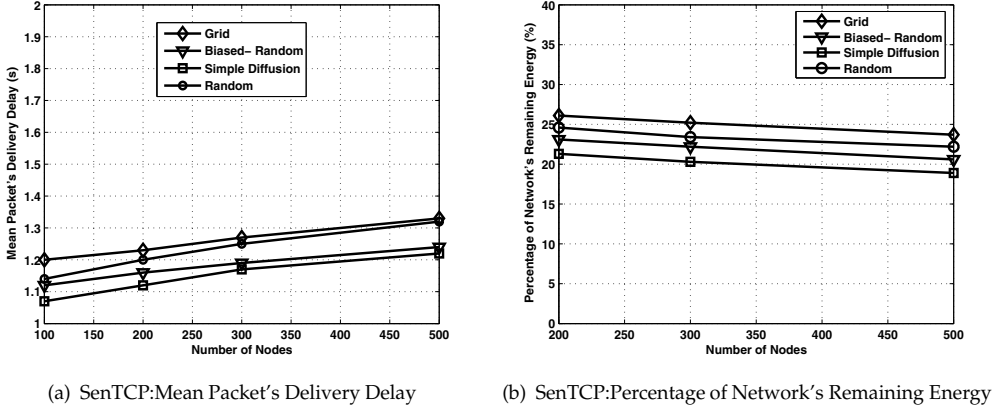 2
1.9
1.8
1.7
1.6
1.5
1.4
1.3
1.2
1.1
1
Mean Packet's Delivery Delay (s)
Grid
Biased− Random
Simple Diffusion
Random
100 150 200 250 300 350 400 450 500
Number of Nodes
(a) SenTCP:Mean Packet's Delivery Delay
40
35
30
25
20
15
10
5
0
Percentage of Network's Remaining Energy (%)
Grid
Biased−Random
Simple Diffusion
Random
200 250 300 350 400 450 500
Number of Nodes
(b) SenTCP:Percentage of Network's Remaining Energy